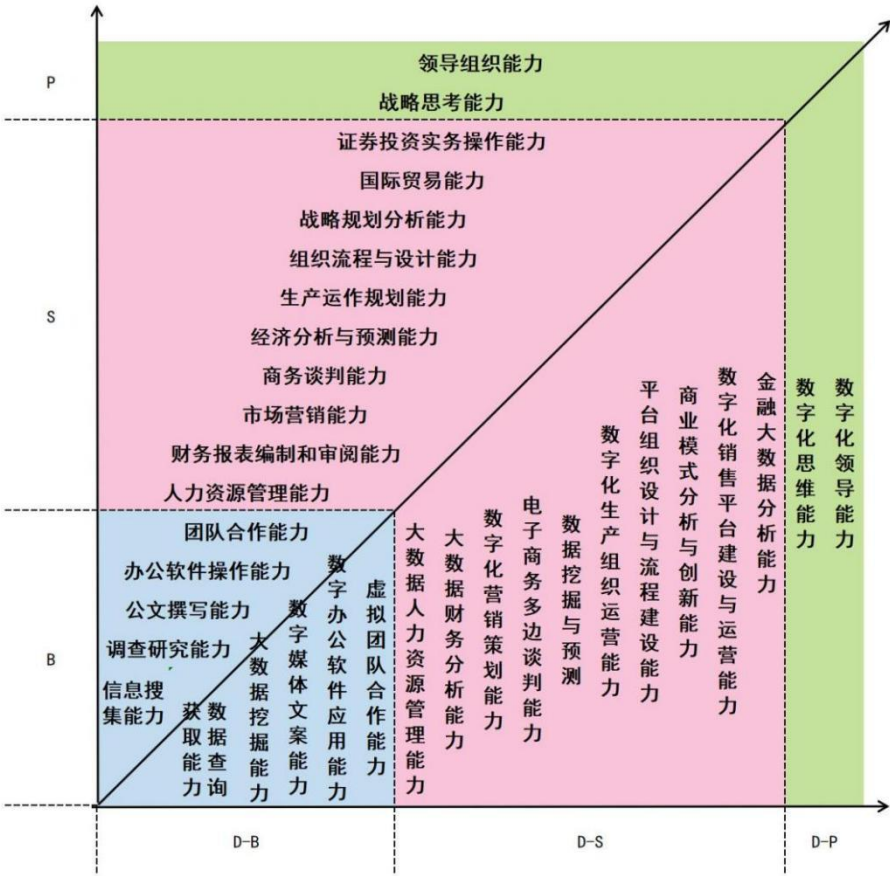 P
领导组织能力
战略思考能力
S
证券投资实务操作能力
国际贸易能力
战略规划分析能力
组织流程与设计能力
生产运作规划能力
经济分析与预测能力
商务谈判能力
市场营销能力
财务报表编制和审阅能力
人力资源管理能力
B
团队合作能力
办公软件操作能力
公文撰写能力
调查研究能力
信息搜
集能力
数据查询
获取能力
大数据挖掘能力
数字媒体文案能力
数字办公软件应用能力
虚拟团队合作能力
大数据人力资源管理能力
大数据财务分析能力
数字化营销策划能力
电子商务多边谈判能力
数据挖掘与预测
数字化生产组织运营能力
平台组织设计与流程建设能力
商业模式分析与创新能力
数字化销售平台建设与运营能力
金融大数据分析能力
数字化思维能力
数字化领导能力
D-B
D-S
D-P